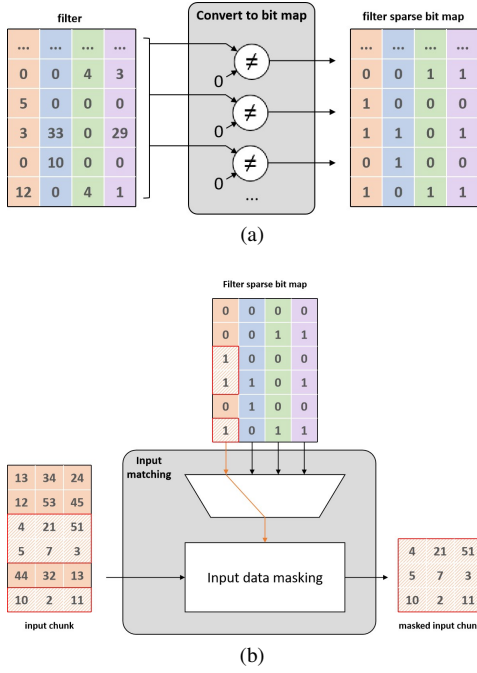 filter
Convert to bit map
filter sparse bit map
... ... ... ...
0 0 4 3
5 0 0 0
3 33 0 29
0 10 0 0
12 0 4 1
≠
0
≠
0
≠
0
...
... ... ... ...
0 0 1 1
1 0 0 0
1 1 0 1
0 1 0 0
1 0 1 1
(a)
Filter sparse bit map
0 0 0 0
0 0 1 1
1 0 0 0
1 1 0 1
0 1 0 0
1 0 1 1
Input
matching
13 34 24
12 53 45
4 21 51
5 7 3
44 32 13
10 2 11
input chunk
Input data masking
4 21 51
5 7 3
10 2 11
masked input chun
(b)